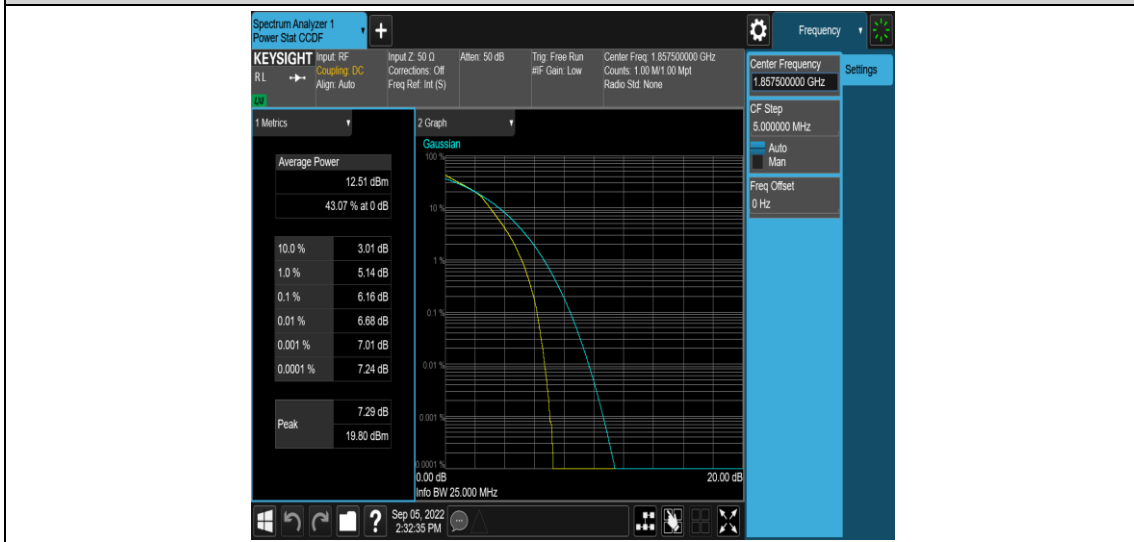 Spectrum Analyzer 1
Power Stat CCDF
Frequency
KEYSIGHT
Input: RF
Coupling: DC
Align: Auto
Input Z: 50 Ω
Corrections: Off
Freq Ref: Int (S)
Atten: 50 dB
Trig: Free Run
#IF Gain: Low
Center Freq: 1.857500000 GHz
Counts: 1.00 M/1.00 Mpt
Radio Std: None
RL
Center Frequency
1.857500000 GHz
Settings
CF Step
5.000000 MHz
Auto
Man
Freq Offset
0 Hz
1 Metrics
2 Graph
Average Power
12.51 dBm
43.07 % at 0 dB
10.0 % 3.01 dB
1.0 % 5.14 dB
0.1 % 6.16 dB
0.01 % 6.68 dB
0.001 % 7.01 dB
0.0001 % 7.24 dB
Peak
7.29 dB
19.80 dBm
Gaussian
100 %
10 %
1 %
0.1 %
0.01 %
0.001 %
0.0001 %
0.00 dB
20.00 dB
Info BW 25.000 MHz
Sep 05, 2022
2:32:35 PM